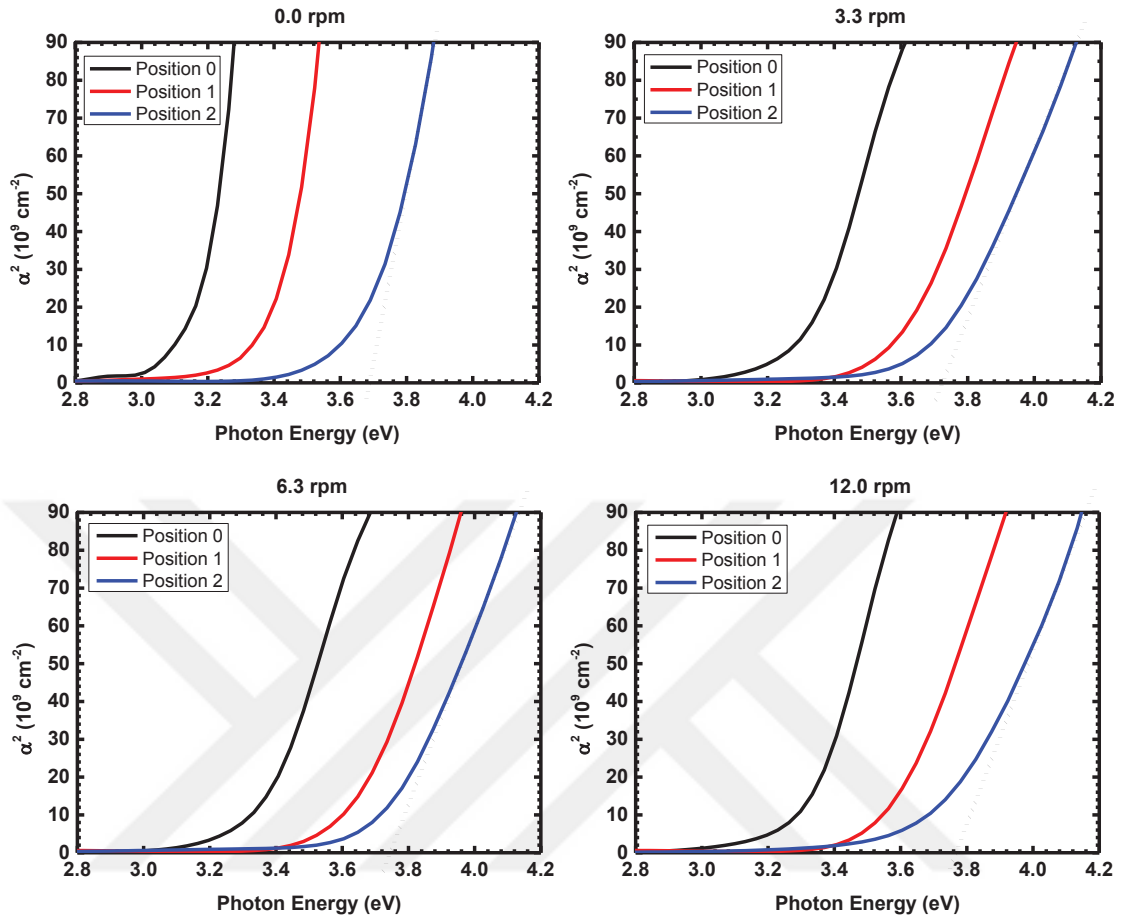 0.0 rpm
90
80
70
60
50
40
30
20
10
0
α² (10⁹ cm⁻²)
Position 0
Position 1
Position 2
2.8 3.0 3.2 3.4 3.6 3.8 4.0 4.2
Photon Energy (eV)
3.3 rpm
90
80
70
60
50
40
30
20
10
0
α² (10⁹ cm⁻²)
Position 0
Position 1
Position 2
2.8 3.0 3.2 3.4 3.6 3.8 4.0 4.2
Photon Energy (eV)
6.3 rpm
90
80
70
60
50
40
30
20
10
0
α² (10⁹ cm⁻²)
Position 0
Position 1
Position 2
2.8 3.0 3.2 3.4 3.6 3.8 4.0 4.2
Photon Energy (eV)
12.0 rpm
90
80
70
60
50
40
30
20
10
0
α² (10⁹ cm⁻²)
Position 0
Position 1
Position 2
2.8 3.0 3.2 3.4 3.6 3.8 4.0 4.2
Photon Energy (eV)